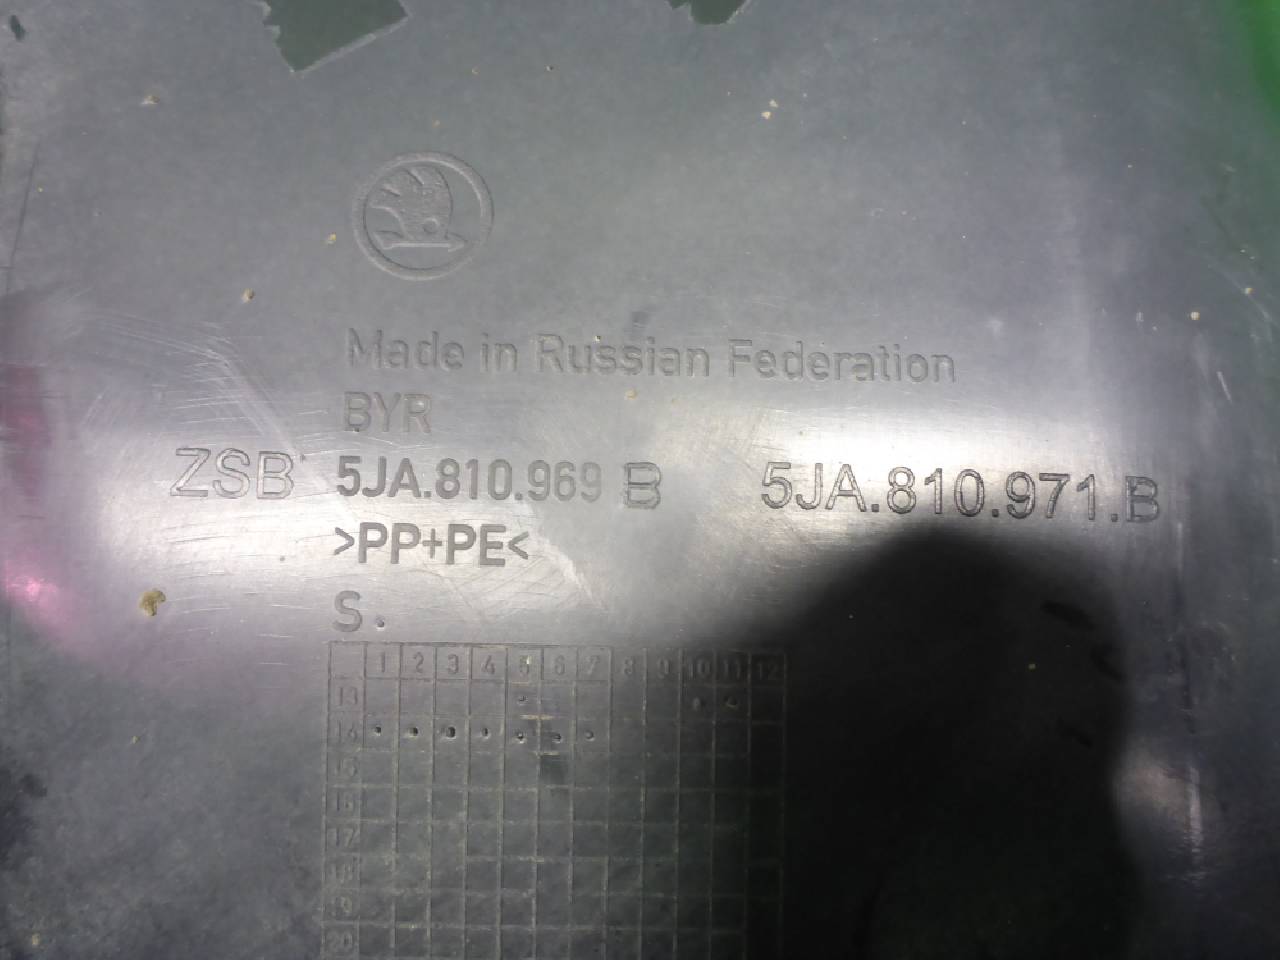 Made in Russian Federation
BYR
ZSB 5JA.810.969 B 5JA.810.971.B
>PP+PE<
S.
1 2 3 4 5 6 7 8 9 10 11 12
13
14
15
16
17
18
19
20